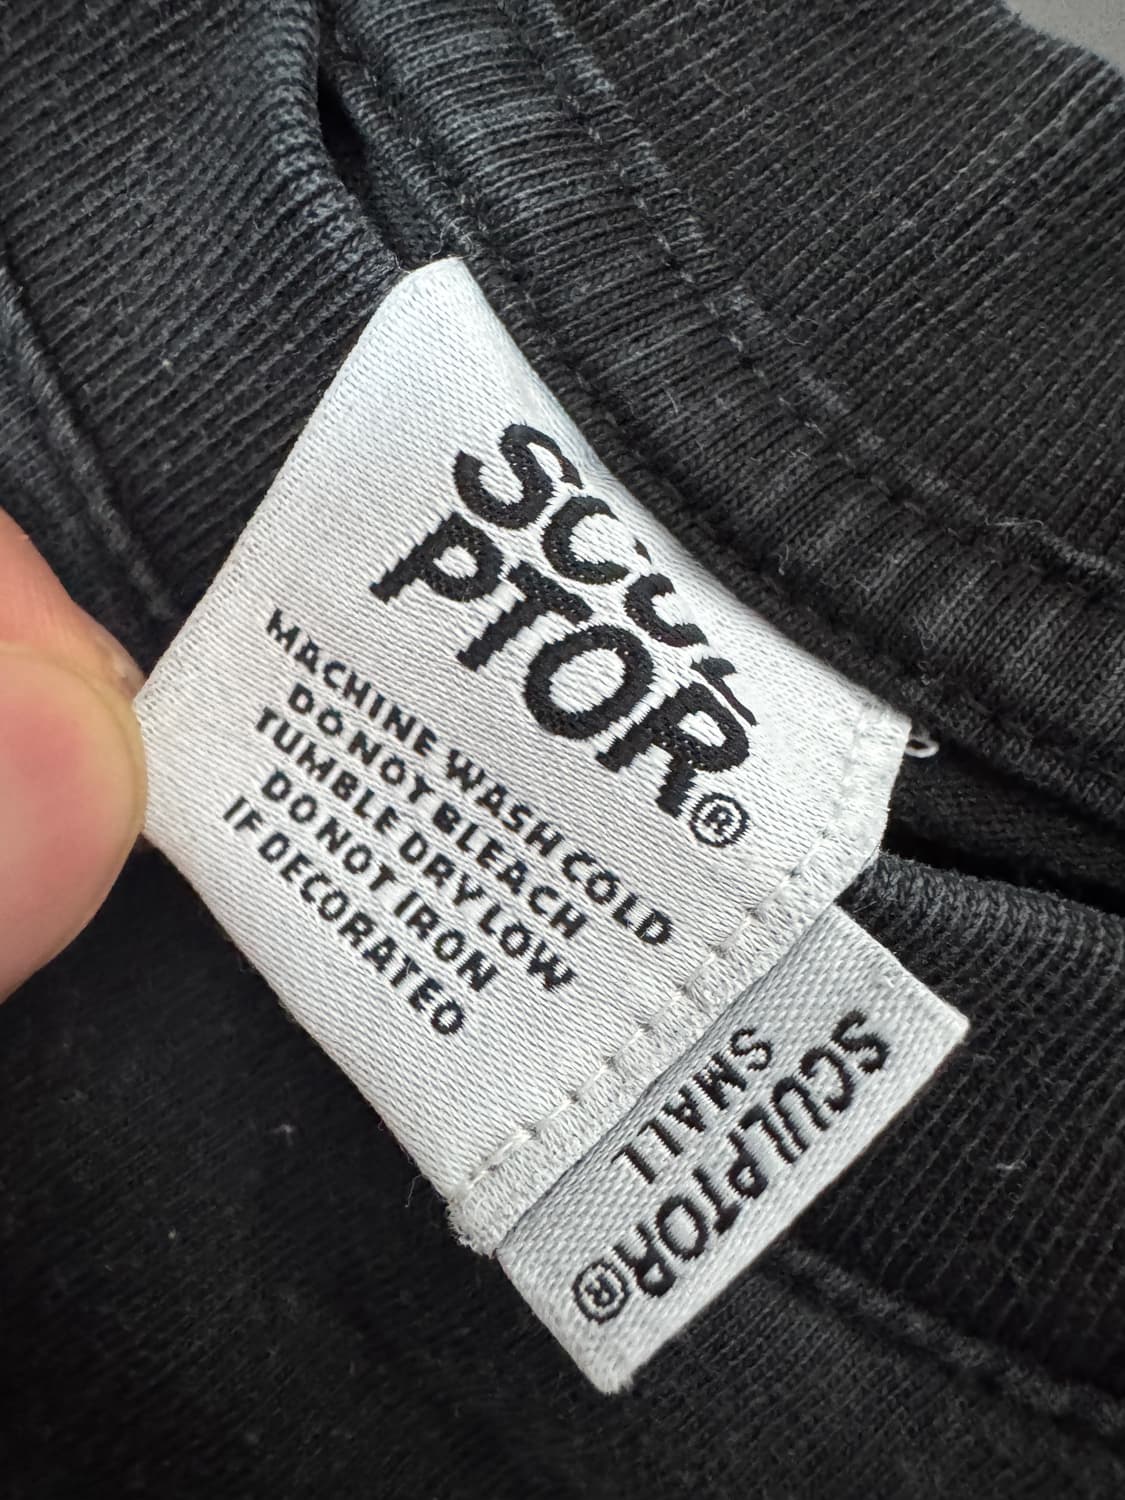 SCUL
PTOR®
MACHINE WASH COLD
DO NOT BLEACH
TUMBLE DRY LOW
DO NOT IRON
IF DECORATED
SCULPTOR®
SMALL